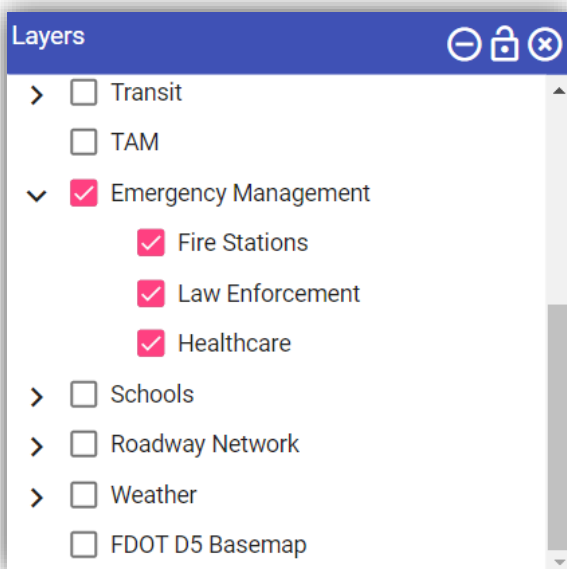 Layers
Transit
TAM
Emergency Management
Fire Stations
Law Enforcement
Healthcare
Schools
Roadway Network
Weather
FDOT D5 Basemap